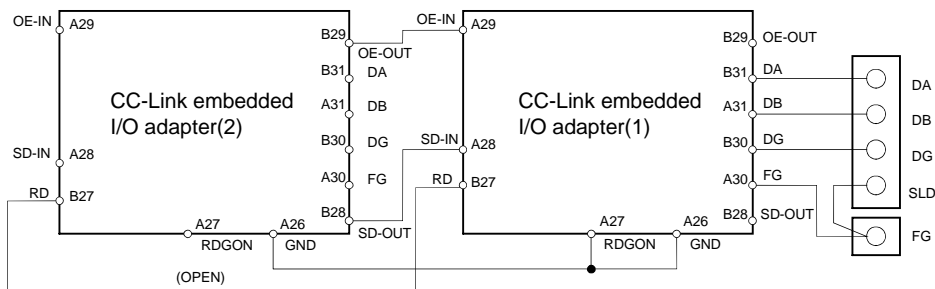 OE-IN A29
B29
OE-OUT
B31 DA
A31 DB
B30 DG
A30 FG
B28
SD-OUT
CC-Link embedded
I/O adapter(2)
SD-IN A28
RD B27
A27
RDGON
A26
GND
(OPEN)
OE-IN A29
B29 OE-OUT
B31 DA
A31 DB
B30 DG
A30 FG
B28 SD-OUT
CC-Link embedded
I/O adapter(1)
SD-IN A28
RD B27
A27
RDGON
A26
GND
DA
DB
DG
SLD
FG